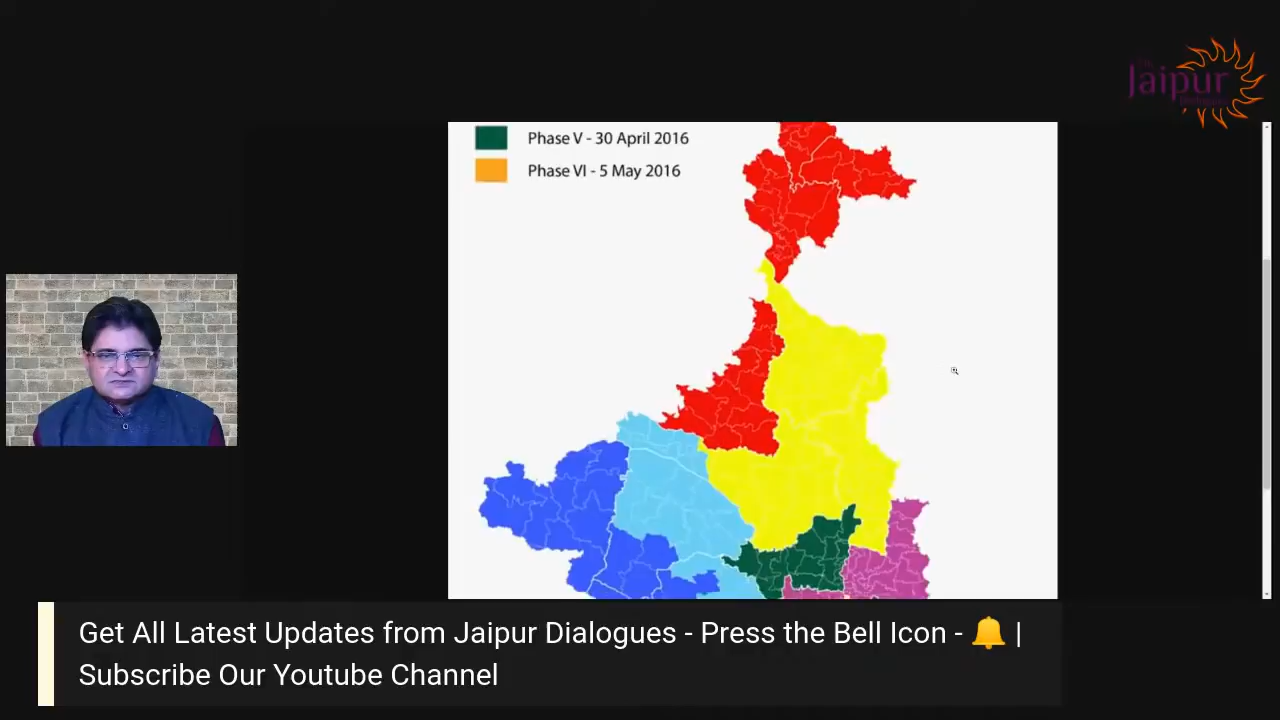 Jaipur
Phase V - 30 April 2016
Phase VI - 5 May 2016
Get All Latest Updates from Jaipur Dialogues - Press the Bell Icon - 🔔 |
Subscribe Our Youtube Channel